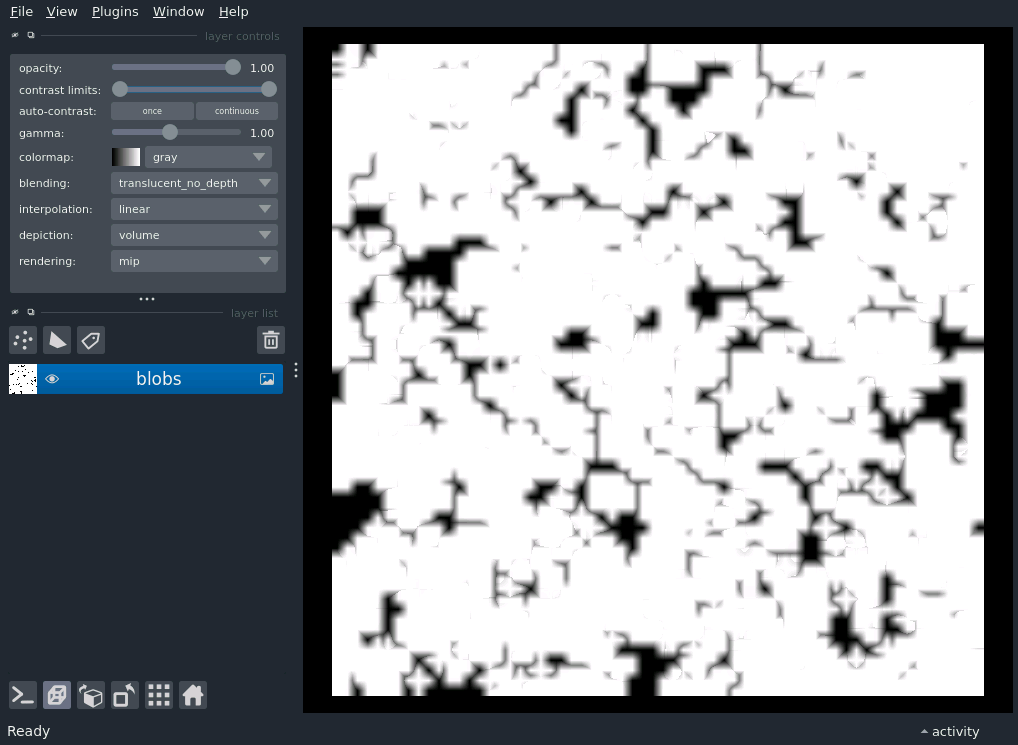 File View Plugins Window Help
layer controls
opacity: 1.00
contrast limits:
auto-contrast: once continuous
gamma: 1.00
colormap: gray
blending: translucent_no_depth
interpolation: linear
depiction: volume
rendering: mip
layer list
blobs
Ready
activity